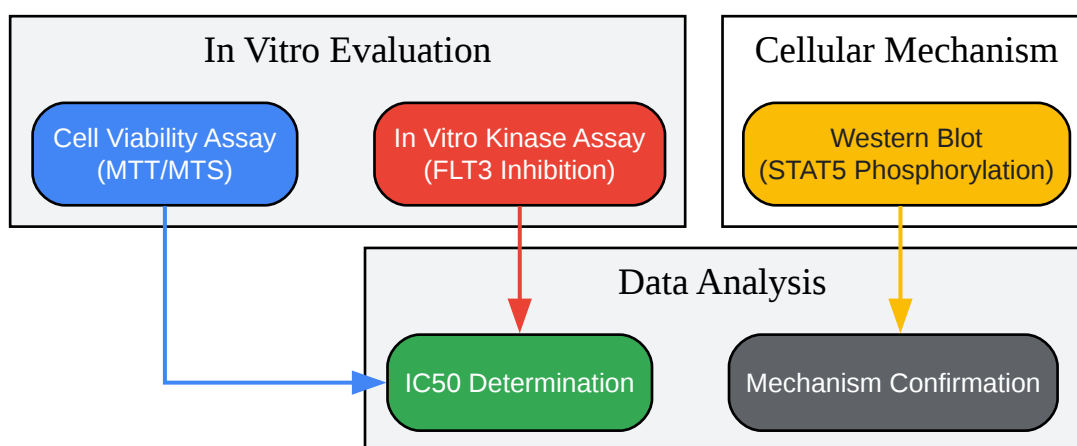 In Vitro Evaluation
Cellular Mechanism
Cell Viability Assay
(MTT/MTS)
In Vitro Kinase Assay
(FLT3 Inhibition)
Western Blot
(STAT5 Phosphorylation)
Data Analysis
IC50 Determination
Mechanism Confirmation